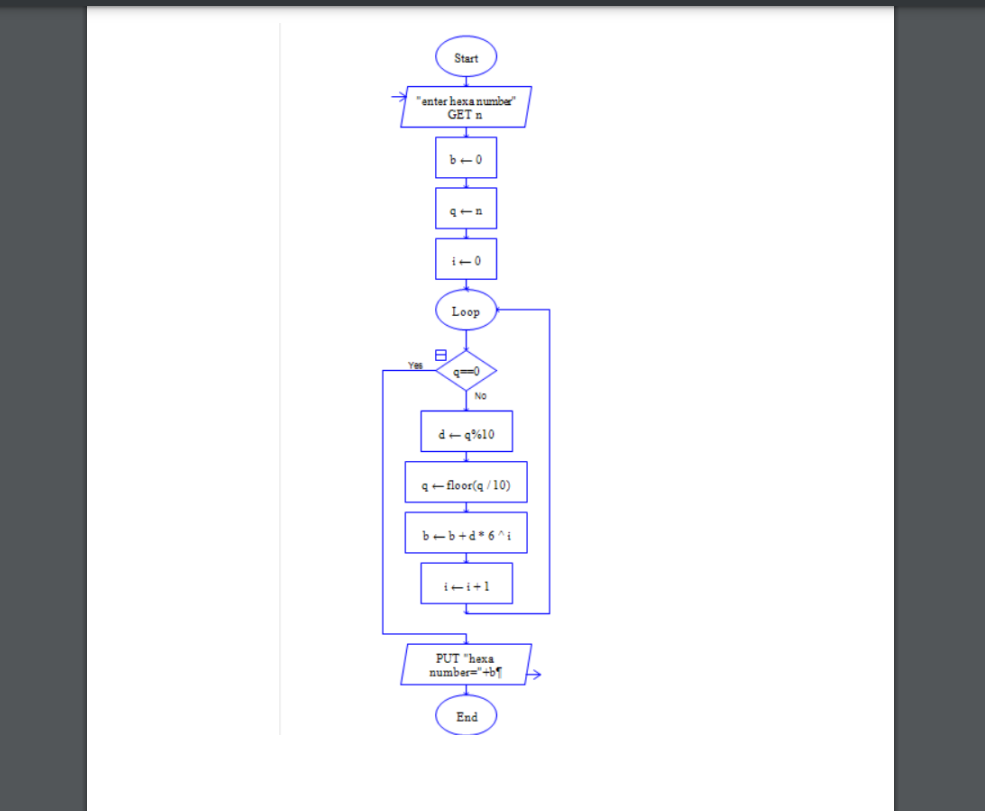 Start
"enter hexa number"
GET n
b ← 0
q ← n
i ← 0
Loop
Yes
q==0
No
d ← q%10
q ← floor(q / 10)
b ← b + d * 6 ^ i
i ← i + 1
PUT "hexa
number="+b¶
End